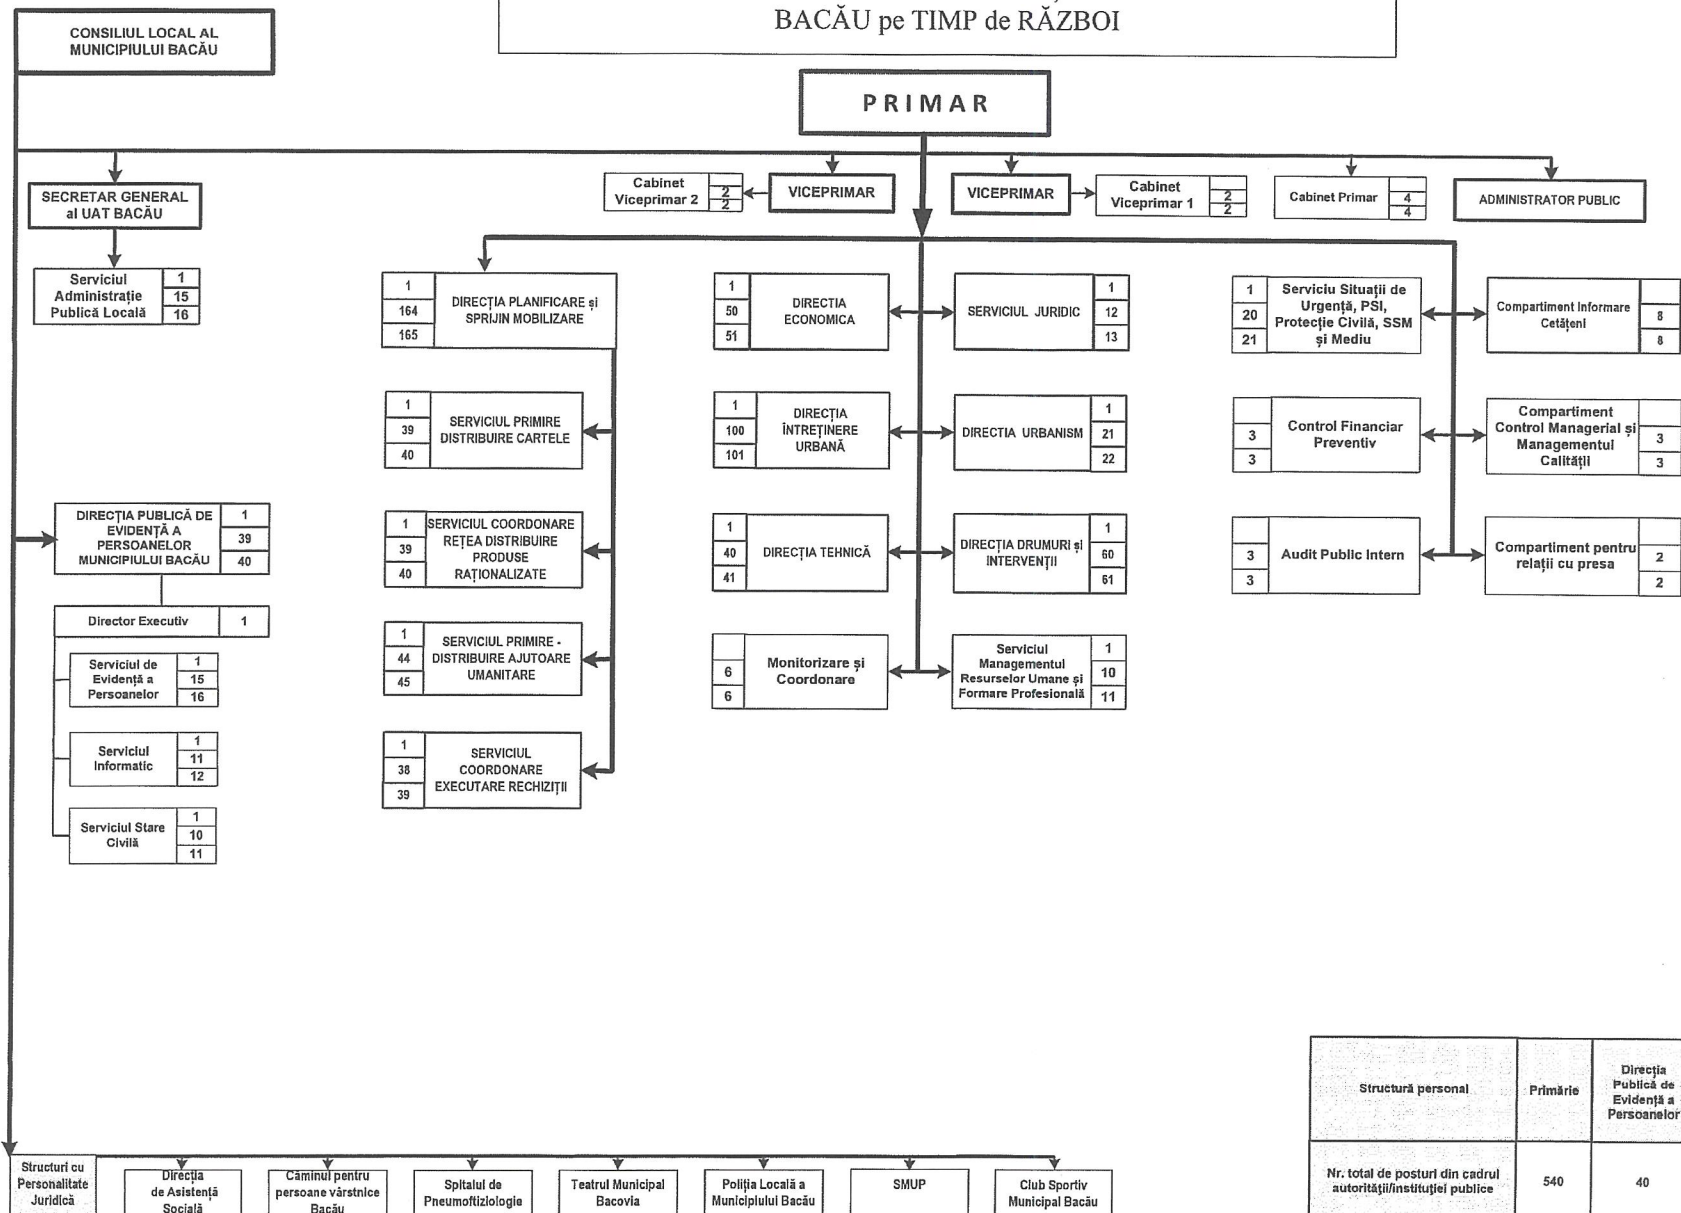 BACĂU pe TIMP de RĂZBOI
CONSILIUL LOCAL AL
MUNICIPIULUI BACĂU
PRIMAR
SECRETAR GENERAL
al UAT BACĂU
Cabinet
Viceprimar 2
2
2
VICEPRIMAR
VICEPRIMAR
Cabinet
Viceprimar 1
2
2
Cabinet Primar
4
4
ADMINISTRATOR PUBLIC
Serviciul
Administrație
Publică Locală
1
15
16
1
164
165
DIRECȚIA PLANIFICARE și
SPRIJIN MOBILIZARE
1
50
51
DIRECTIA
ECONOMICA
SERVICIUL JURIDIC
1
12
13
1
20
21
Serviciu Situații de
Urgență, PSI,
Protecție Civilă, SSM
și Mediu
Compartiment Informare
Cetățeni
8
8
1
39
40
SERVICIUL PRIMIRE
DISTRIBUIRE CARTELE
1
100
101
DIRECȚIA
ÎNTREȚINERE
URBANĂ
DIRECTIA URBANISM
1
21
22
3
3
Control Financiar
Preventiv
Compartiment
Control Managerial și
Managementul
Calității
3
3
DIRECȚIA PUBLICĂ DE
EVIDENȚĂ A
PERSOANELOR
MUNICIPIULUI BACĂU
1
39
40
1
39
40
SERVICIUL COORDONARE
REȚEA DISTRIBUIRE
PRODUSE
RAȚIONALIZATE
1
40
41
DIRECȚIA TEHNICĂ
DIRECȚIA DRUMURI și
INTERVENȚII
1
60
61
3
3
Audit Public Intern
Compartiment pentru
relații cu presa
2
2
Director Executiv
1
Serviciul de
Evidență a
Persoanelor
1
15
16
1
44
45
SERVICIUL PRIMIRE -
DISTRIBUIRE AJUTOARE
UMANITARE
6
6
Monitorizare și
Coordonare
Serviciul
Managementul
Resurselor Umane și
Formare Profesională
1
10
11
Serviciul
Informatic
1
11
12
1
38
39
SERVICIUL
COORDONARE
EXECUTARE RECHIZIȚII
Serviciul Stare
Civilă
1
10
11
Structură personal
Primărie
Direcția
Publică de
Evidență a
Persoanelor
Nr. total de posturi din cadrul
autorității/instituției publice
540
40
Structuri cu
Personalitate
Juridică
Direcția
de Asistență
Socială
Căminul pentru
persoane vârstnice
Bacău
Spitalul de
Pneumoftiziologie
Teatrul Municipal
Bacovia
Poliția Locală a
Municipiului Bacău
SMUP
Club Sportiv
Municipal Bacău